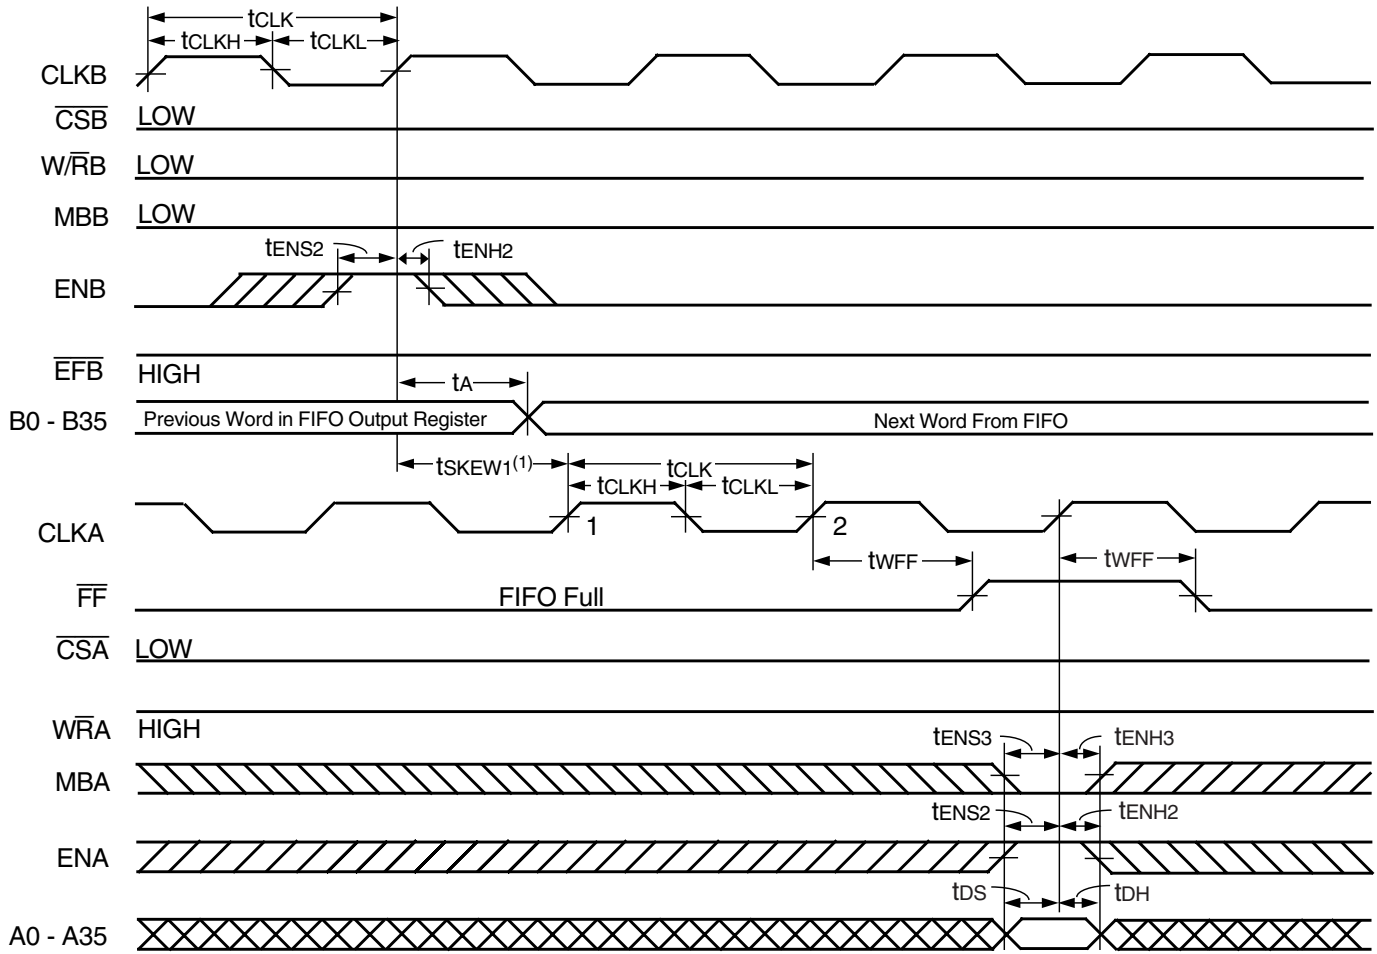 tCLK
tCLKH tCLKL
CLKB
CSB LOW
W/RB LOW
MBB LOW
tENS2 tENH2
ENB
EFB HIGH
tA
B0 - B35 Previous Word in FIFO Output Register Next Word From FIFO
tSKEW1(1) tCLK
tCLKH tCLKL
CLKA 1 2
tWFF tWFF
FF FIFO Full
CSA LOW
WRA HIGH
tENS3 tENH3
MBA
tENS2 tENH2
ENA
tDS tDH
A0 - A35